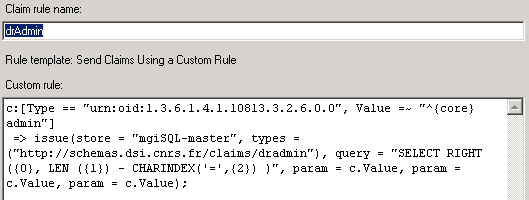 Claim rule name:
drAdmin
Rule template: Send Claims Using a Custom Rule
Custom rule:
c:[Type == "urn:oid:1.3.6.1.4.1.10813.3.2.6.0.0", Value =~ "^{core}
admin"]
=> issue(store = "mgiSQL-master", types =
("http://schemas.dsi.cnrs.fr/claims/dradmin"), query = "SELECT RIGHT
({0}, LEN ({1}) - CHARINDEX('=',{2}) )", param = c.Value, param =
c.Value, param = c.Value);